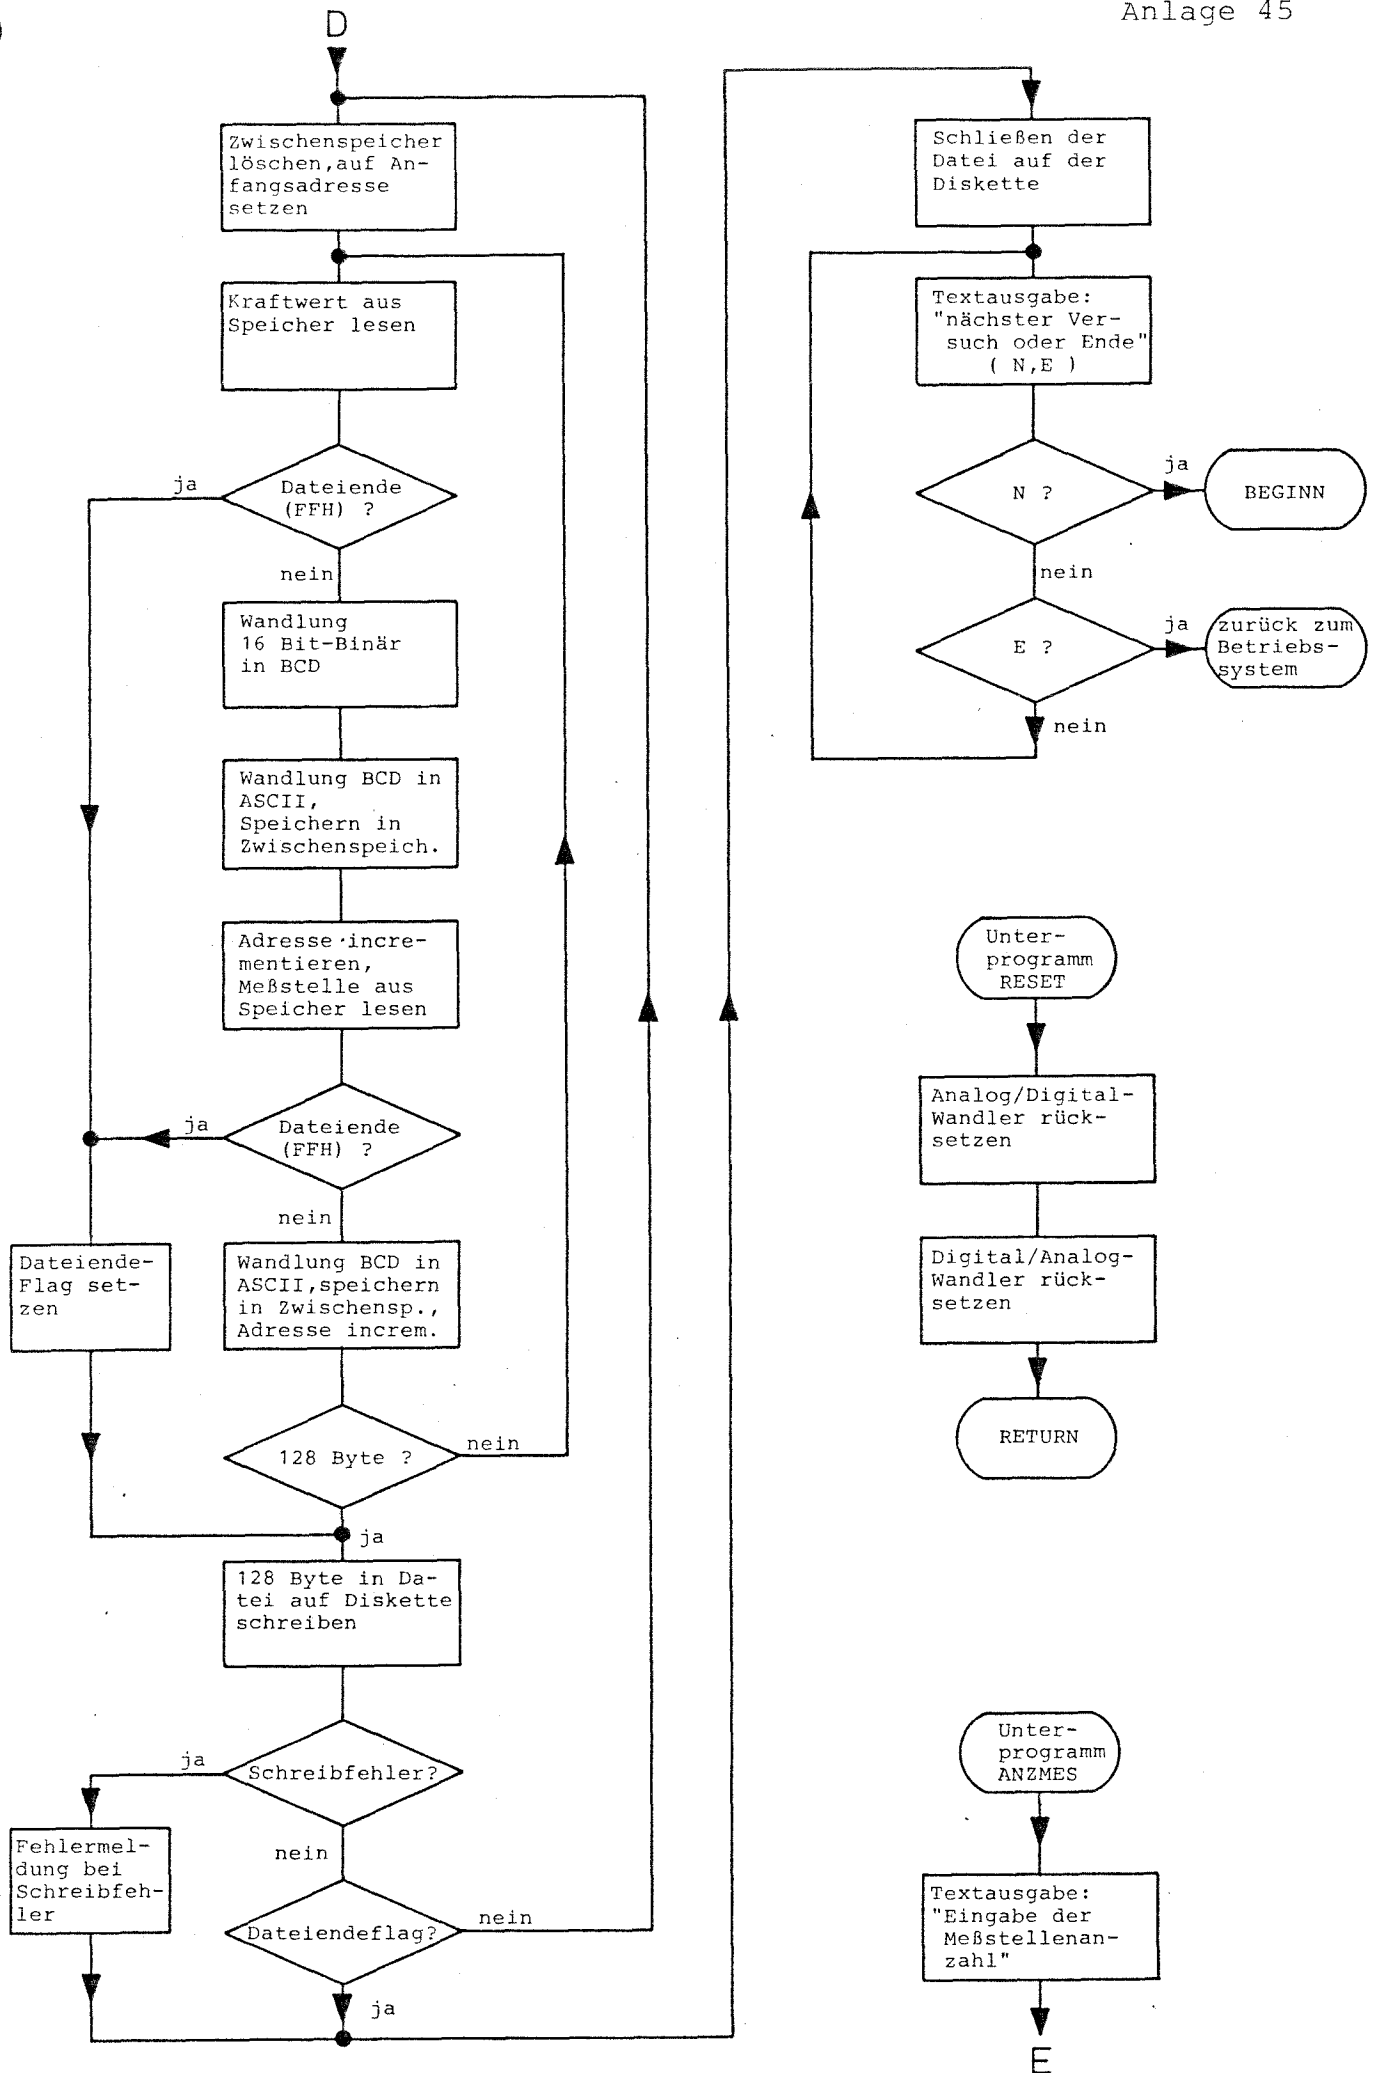 Anlage 45
D
Zwischenspeicher
löschen,auf An-
fangsadresse
setzen
Kraftwert aus
Speicher lesen
ja
Dateiende
(FFH) ?
nein
Wandlung
16 Bit-Binär
in BCD
Wandlung BCD in
ASCII,
Speichern in
Zwischenspeich.
Adresse incre-
mentieren,
Meßstelle aus
Speicher lesen
ja
Dateiende
(FFH) ?
nein
Dateiende-
Flag set-
zen
Wandlung BCD in
ASCII,speichern
in Zwischensp.,
Adresse increm.
128 Byte ?
nein
ja
128 Byte in Da-
tei auf Diskette
schreiben
ja
Schreibfehler?
nein
Fehlermel-
dung bei
Schreibfeh-
ler
Dateiendeflag?
nein
ja
Schließen der
Datei auf der
Diskette
Textausgabe:
"nächster Ver-
such oder Ende"
( N,E )
N ?
ja
BEGINN
nein
E ?
ja
zurück zum
Betriebs-
system
nein
Unter-
programm
RESET
Analog/Digital-
Wandler rück-
setzen
Digital/Analog-
Wandler rück-
setzen
RETURN
Unter-
programm
ANZMES
Textausgabe:
"Eingabe der
Meßstellenan-
zahl"
E